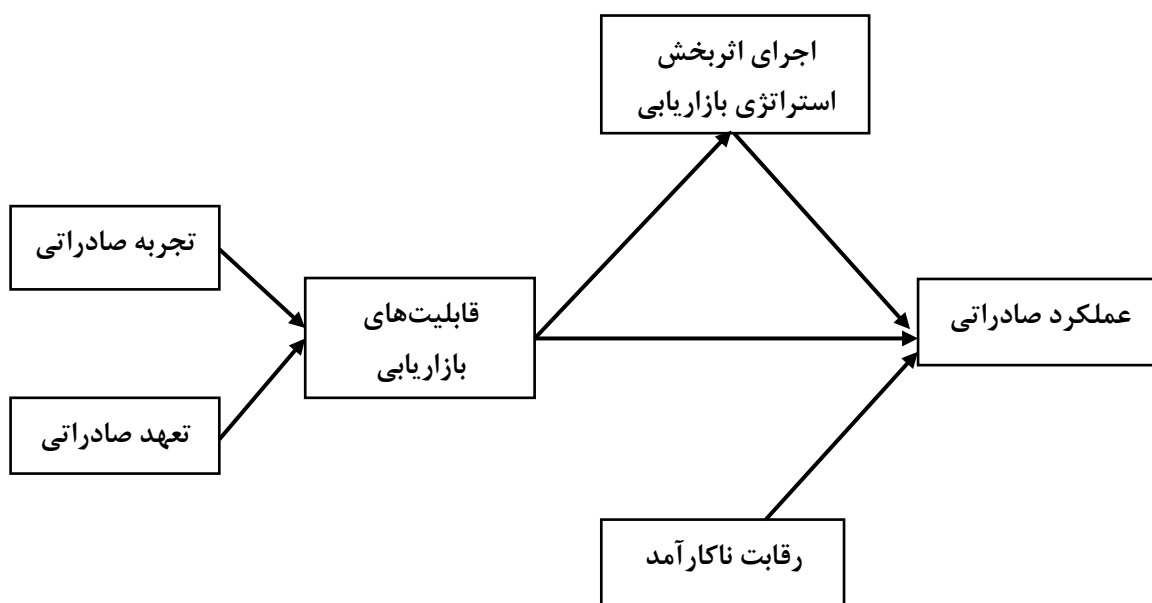 اجرای اثربخش
استراتژی بازاریابی
تجربه صادراتی
قابلیت‌های
بازاریابی
عملکرد صادراتی
تعهد صادراتی
رقابت ناکارآمد